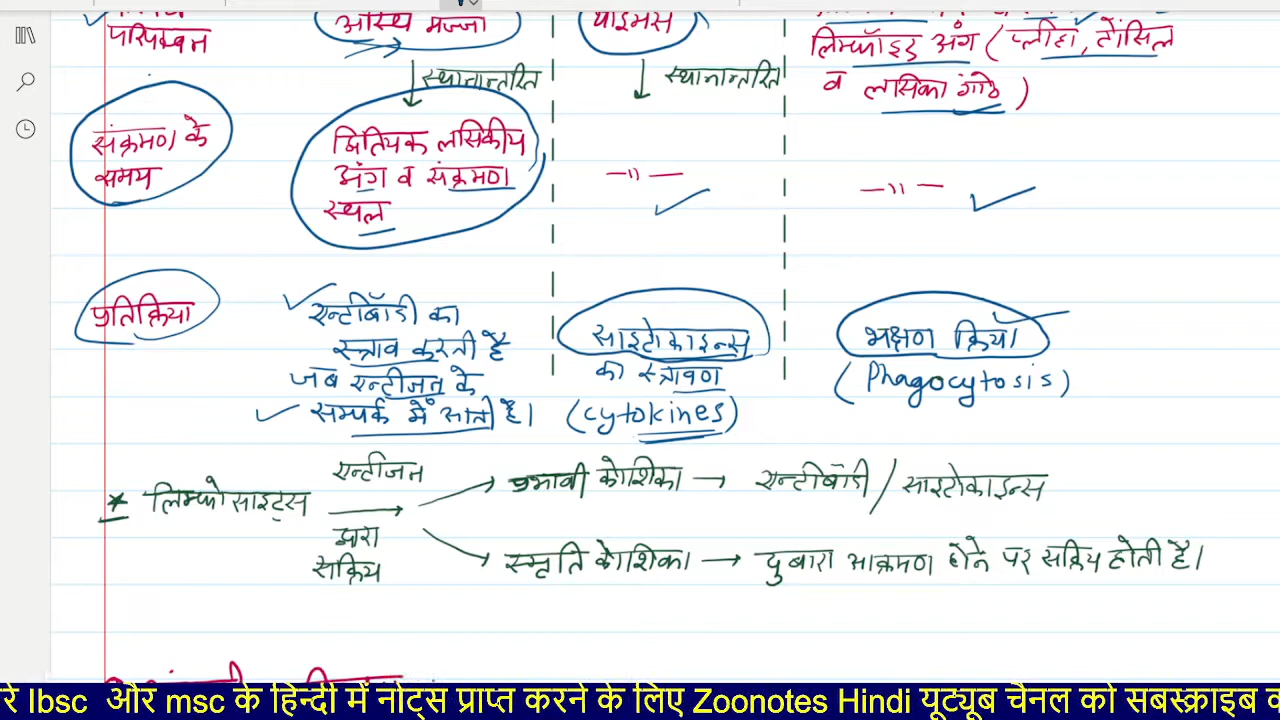 परिपक्वन
अस्थि मज्जा
थाइमस
लिम्फॉइड अंग ( प्लीहा, टॉंसिल
व लसिका गांठे )
स्थानान्तरित
स्थानान्तरित
संक्रमण के
समय
द्वितियक लसिकीय
अंग व संक्रमण
स्थल
—〃—
—〃—
प्रतिक्रिया
एन्टीबॉडी का
स्त्राव करती है
जब एन्टीजन के
सम्पर्क में आती है।
साइटोकाइन्स
का स्त्रावण
(cytokines)
भक्षण क्रिया
(Phagocytosis)
* लिम्फोसाइट्स
एन्टीजन
द्वारा
सक्रिय
प्रभावी कोशिका → एन्टीबॉडी / साइटोकाइन्स
स्मृति कोशिका → दुबारा आक्रमण होने पर सक्रिय होती है।
रे Ibsc और msc के हिन्दी में नोट्स प्राप्त करने के लिए Zoonotes Hindi यूट्यूब चैनल को सबस्क्राइब क